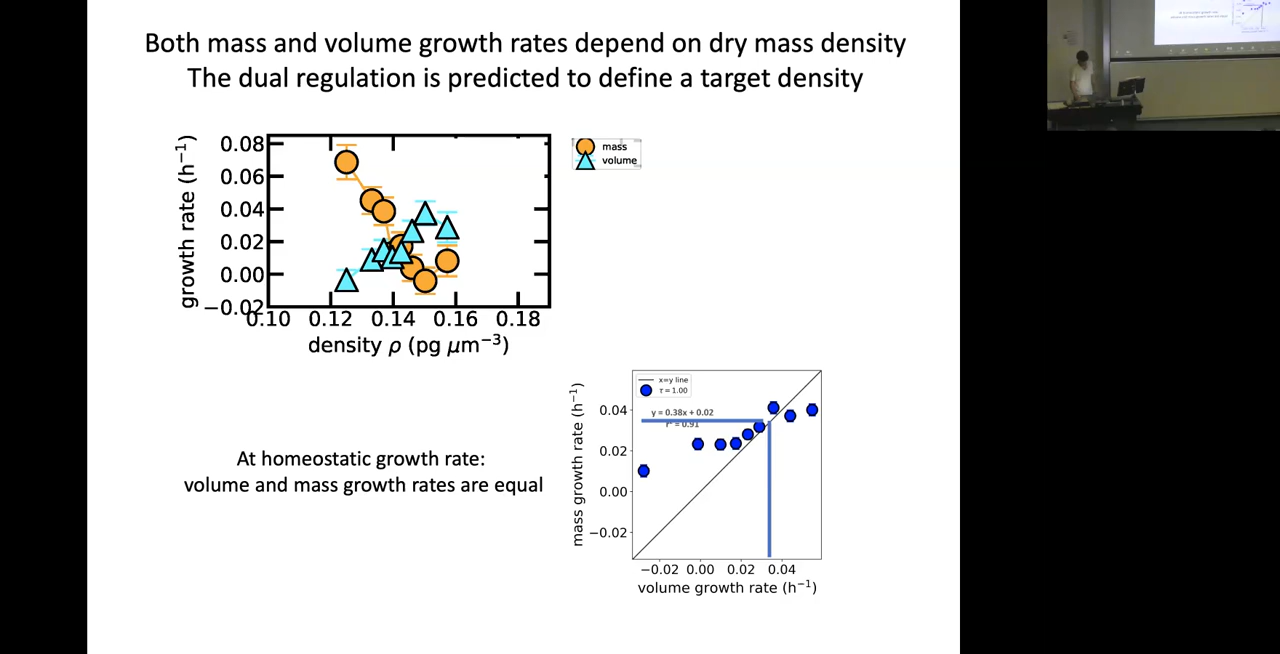 Both mass and volume growth rates depend on dry mass density
The dual regulation is predicted to define a target density
growth rate (h⁻¹)
0.08
0.06
0.04
0.02
0.00
−0.02
0.10 0.12 0.14 0.16 0.18
density ρ (pg μm⁻³)
mass
volume
At homeostatic growth rate:
volume and mass growth rates are equal
mass growth rate (h⁻¹)
x=y line
τ = 1.00
y = 0.38x + 0.02
r² = 0.91
0.04
0.02
0.00
−0.02
−0.02 0.00 0.02 0.04
volume growth rate (h⁻¹)